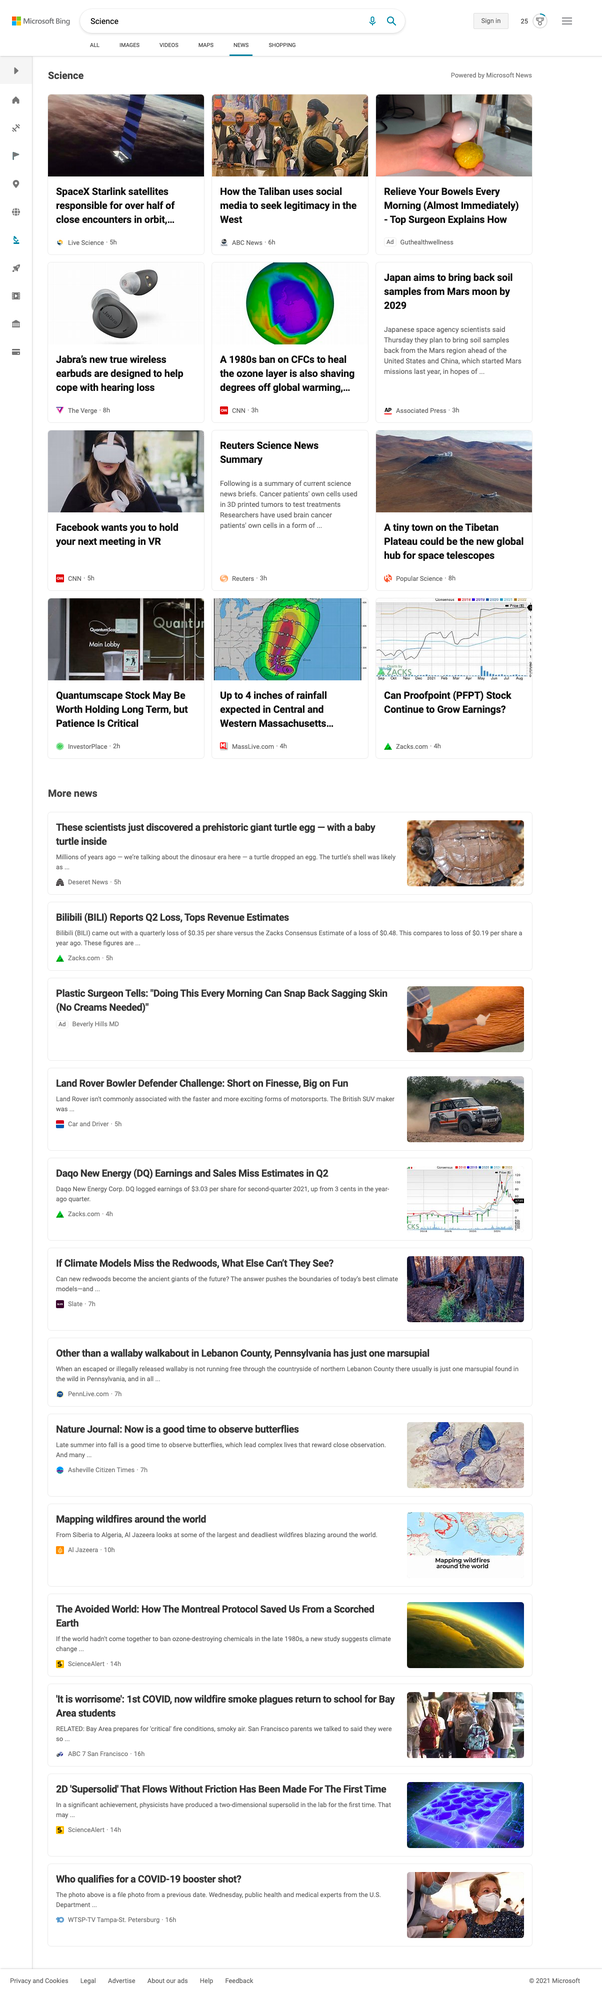 Microsoft Bing
Science
Sign in
25
ALL
IMAGES
VIDEOS
MAPS
NEWS
SHOPPING
Science
Powered by Microsoft News
SpaceX Starlink satellites
responsible for over half of
close encounters in orbit,...
Live Science · 5h
How the Taliban uses social
media to seek legitimacy in the
West
ABC News · 6h
Relieve Your Bowels Every
Morning (Almost Immediately)
- Top Surgeon Explains How
Ad Guthealthwellness
Jabra's new true wireless
earbuds are designed to help
cope with hearing loss
The Verge · 8h
A 1980s ban on CFCs to heal
the ozone layer is also shaving
degrees off global warming,...
CNN · 3h
Japan aims to bring back soil
samples from Mars moon by
2029
Japanese space agency scientists said
Thursday they plan to bring soil samples
back from the Mars region ahead of the
United States and China, which started Mars
missions last year, in hopes of ...
AP Associated Press · 3h
Facebook wants you to hold
your next meeting in VR
CNN · 5h
Reuters Science News
Summary
Following is a summary of current science
news briefs. Cancer patients' own cells used
in 3D printed tumors to test treatments
Researchers have used brain cancer
patients' own cells in a form of ...
Reuters · 3h
A tiny town on the Tibetan
Plateau could be the new global
hub for space telescopes
Popular Science · 8h
Main Lobby
Quantumscape Stock May Be
Worth Holding Long Term, but
Patience Is Critical
InvestorPlace · 2h
Up to 4 inches of rainfall
expected in Central and
Western Massachusetts...
MassLive.com · 4h
Consensus
Price ($)
ZACKS
Can Proofpoint (PFPT) Stock
Continue to Grow Earnings?
Zacks.com · 4h
More news
These scientists just discovered a prehistoric giant turtle egg — with a baby
turtle inside
Millions of years ago — we're talking about the dinosaur era here — a turtle dropped an egg. The turtle's shell was likely
as ...
Deseret News · 5h
Bilibili (BILI) Reports Q2 Loss, Tops Revenue Estimates
Bilibili (BILI) came out with a quarterly loss of $0.35 per share versus the Zacks Consensus Estimate of a loss of $0.48. This compares to loss of $0.19 per share a
year ago. These figures are ...
Zacks.com · 5h
Plastic Surgeon Tells: "Doing This Every Morning Can Snap Back Sagging Skin
(No Creams Needed)"
Ad Beverly Hills MD
Land Rover Bowler Defender Challenge: Short on Finesse, Big on Fun
Land Rover isn't commonly associated with the faster and more exciting forms of motorsports. The British SUV maker
was ...
Car and Driver · 5h
Daqo New Energy (DQ) Earnings and Sales Miss Estimates in Q2
Daqo New Energy Corp. DQ logged earnings of $3.03 per share for second-quarter 2021, up from 3 cents in the year-
ago quarter.
Zacks.com · 4h
If Climate Models Miss the Redwoods, What Else Can't They See?
Can new redwoods become the ancient giants of the future? The answer pushes the boundaries of today's best climate
models—and ...
Slate · 7h
Other than a wallaby walkabout in Lebanon County, Pennsylvania has just one marsupial
When an escaped or illegally released wallaby is not running free through the countryside of northern Lebanon County there usually is just one marsupial found in
the wild in Pennsylvania, and in all ...
PennLive.com · 7h
Nature Journal: Now is a good time to observe butterflies
Late summer into fall is a good time to observe butterflies, which lead complex lives that reward close observation.
And many ...
Asheville Citizen Times · 7h
Mapping wildfires around the world
From Siberia to Algeria, Al Jazeera looks at some of the largest and deadliest wildfires blazing around the world.
Al Jazeera · 10h
Mapping wildfires
around the world
The Avoided World: How The Montreal Protocol Saved Us From a Scorched
Earth
If the world hadn't come together to ban ozone-destroying chemicals in the late 1980s, a new study suggests climate
change ...
ScienceAlert · 14h
'It is worrisome': 1st COVID, now wildfire smoke plagues return to school for Bay
Area students
RELATED: Bay Area prepares for 'critical' fire conditions, smoky air. San Francisco parents we talked to said they were
so ...
ABC 7 San Francisco · 16h
2D 'Supersolid' That Flows Without Friction Has Been Made For The First Time
In a significant achievement, physicists have produced a two-dimensional supersolid in the lab for the first time. That
may ...
ScienceAlert · 14h
Who qualifies for a COVID-19 booster shot?
The photo above is a file photo from a previous date. Wednesday, public health and medical experts from the U.S.
Department ...
WTSP-TV Tampa-St. Petersburg · 16h
Privacy and Cookies
Legal
Advertise
About our ads
Help
Feedback
© 2021 Microsoft